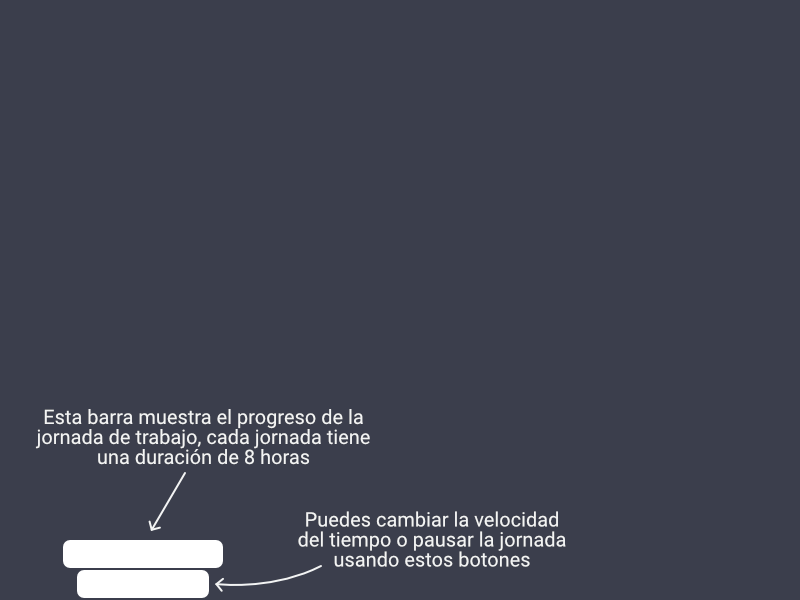 Esta barra muestra el progreso de la
jornada de trabajo, cada jornada tiene
una duración de 8 horas
Puedes cambiar la velocidad
del tiempo o pausar la jornada
usando estos botones